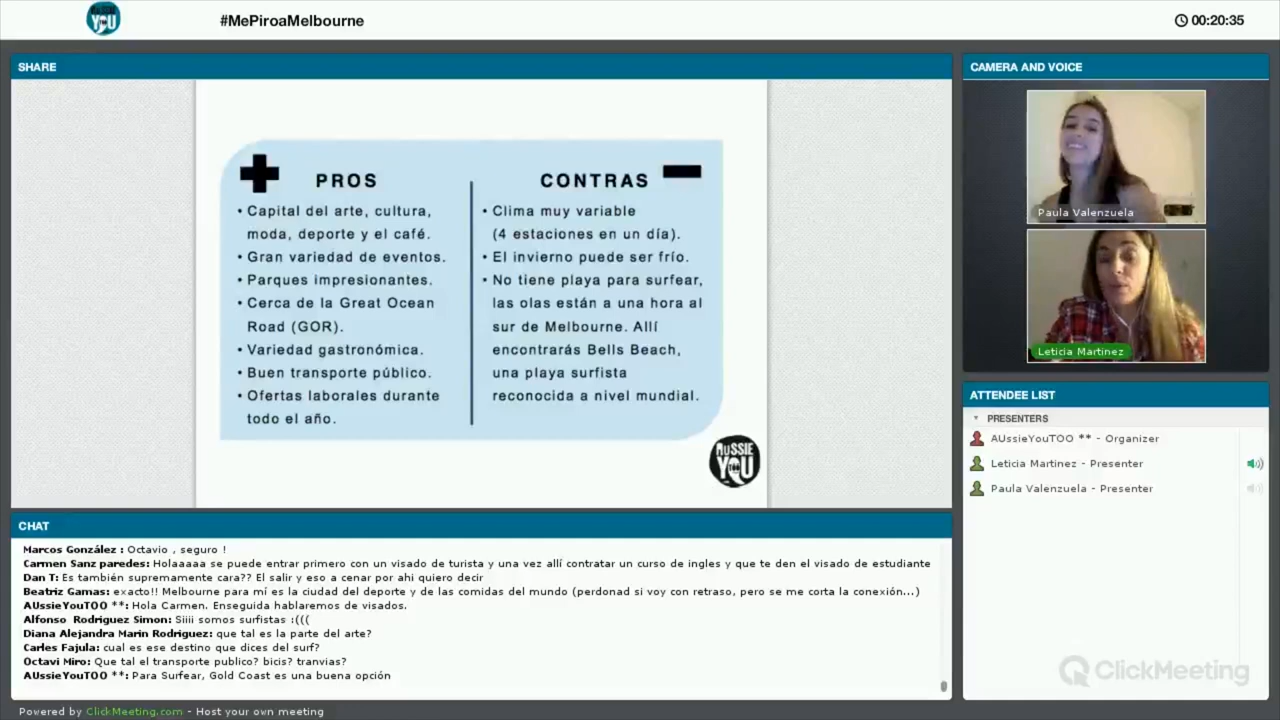 AUSSIE
YOU
#MePiroaMelbourne
00:20:35
SHARE
PROS
• Capital del arte, cultura,
moda, deporte y el café.
• Gran variedad de eventos.
• Parques impresionantes.
• Cerca de la Great Ocean
Road (GOR).
• Variedad gastronómica.
• Buen transporte público.
• Ofertas laborales durante
todo el año.
CONTRAS
• Clima muy variable
(4 estaciones en un día).
• El invierno puede ser frío.
• No tiene playa para surfear,
las olas están a una hora al
sur de Melbourne. Allí
encontrarás Bells Beach,
una playa surfista
reconocida a nivel mundial.
AUSSIE
YOU
CAMERA AND VOICE
Paula Valenzuela
Leticia Martinez
ATTENDEE LIST
PRESENTERS
AUssieYouTOO ** - Organizer
Leticia Martinez - Presenter
Paula Valenzuela - Presenter
CHAT
Marcos González : Octavio , seguro !
Carmen Sanz paredes: Holaaaaa se puede entrar primero con un visado de turista y una vez allí contratar un curso de ingles y que te den el visado de estudiante
Dan T: Es también supremamente cara?? El salir y eso a cenar por ahi quiero decir
Beatriz Gamas: exacto!! Melbourne para mí es la ciudad del deporte y de las comidas del mundo (perdonad si voy con retraso, pero se me corta la conexión...)
AUssieYouTOO **: Hola Carmen. Enseguida hablaremos de visados.
Alfonso Rodriguez Simon: Siiii somos surfistas :(((
Diana Alejandra Marin Rodriguez: que tal es la parte del arte?
Carles Fajula: cual es ese destino que dices del surf?
Octavi Miro: Que tal el transporte publico? bicis? tranvias?
AUssieYouTOO **: Para Surfear, Gold Coast es una buena opción
ClickMeeting
Powered by ClickMeeting.com - Host your own meeting